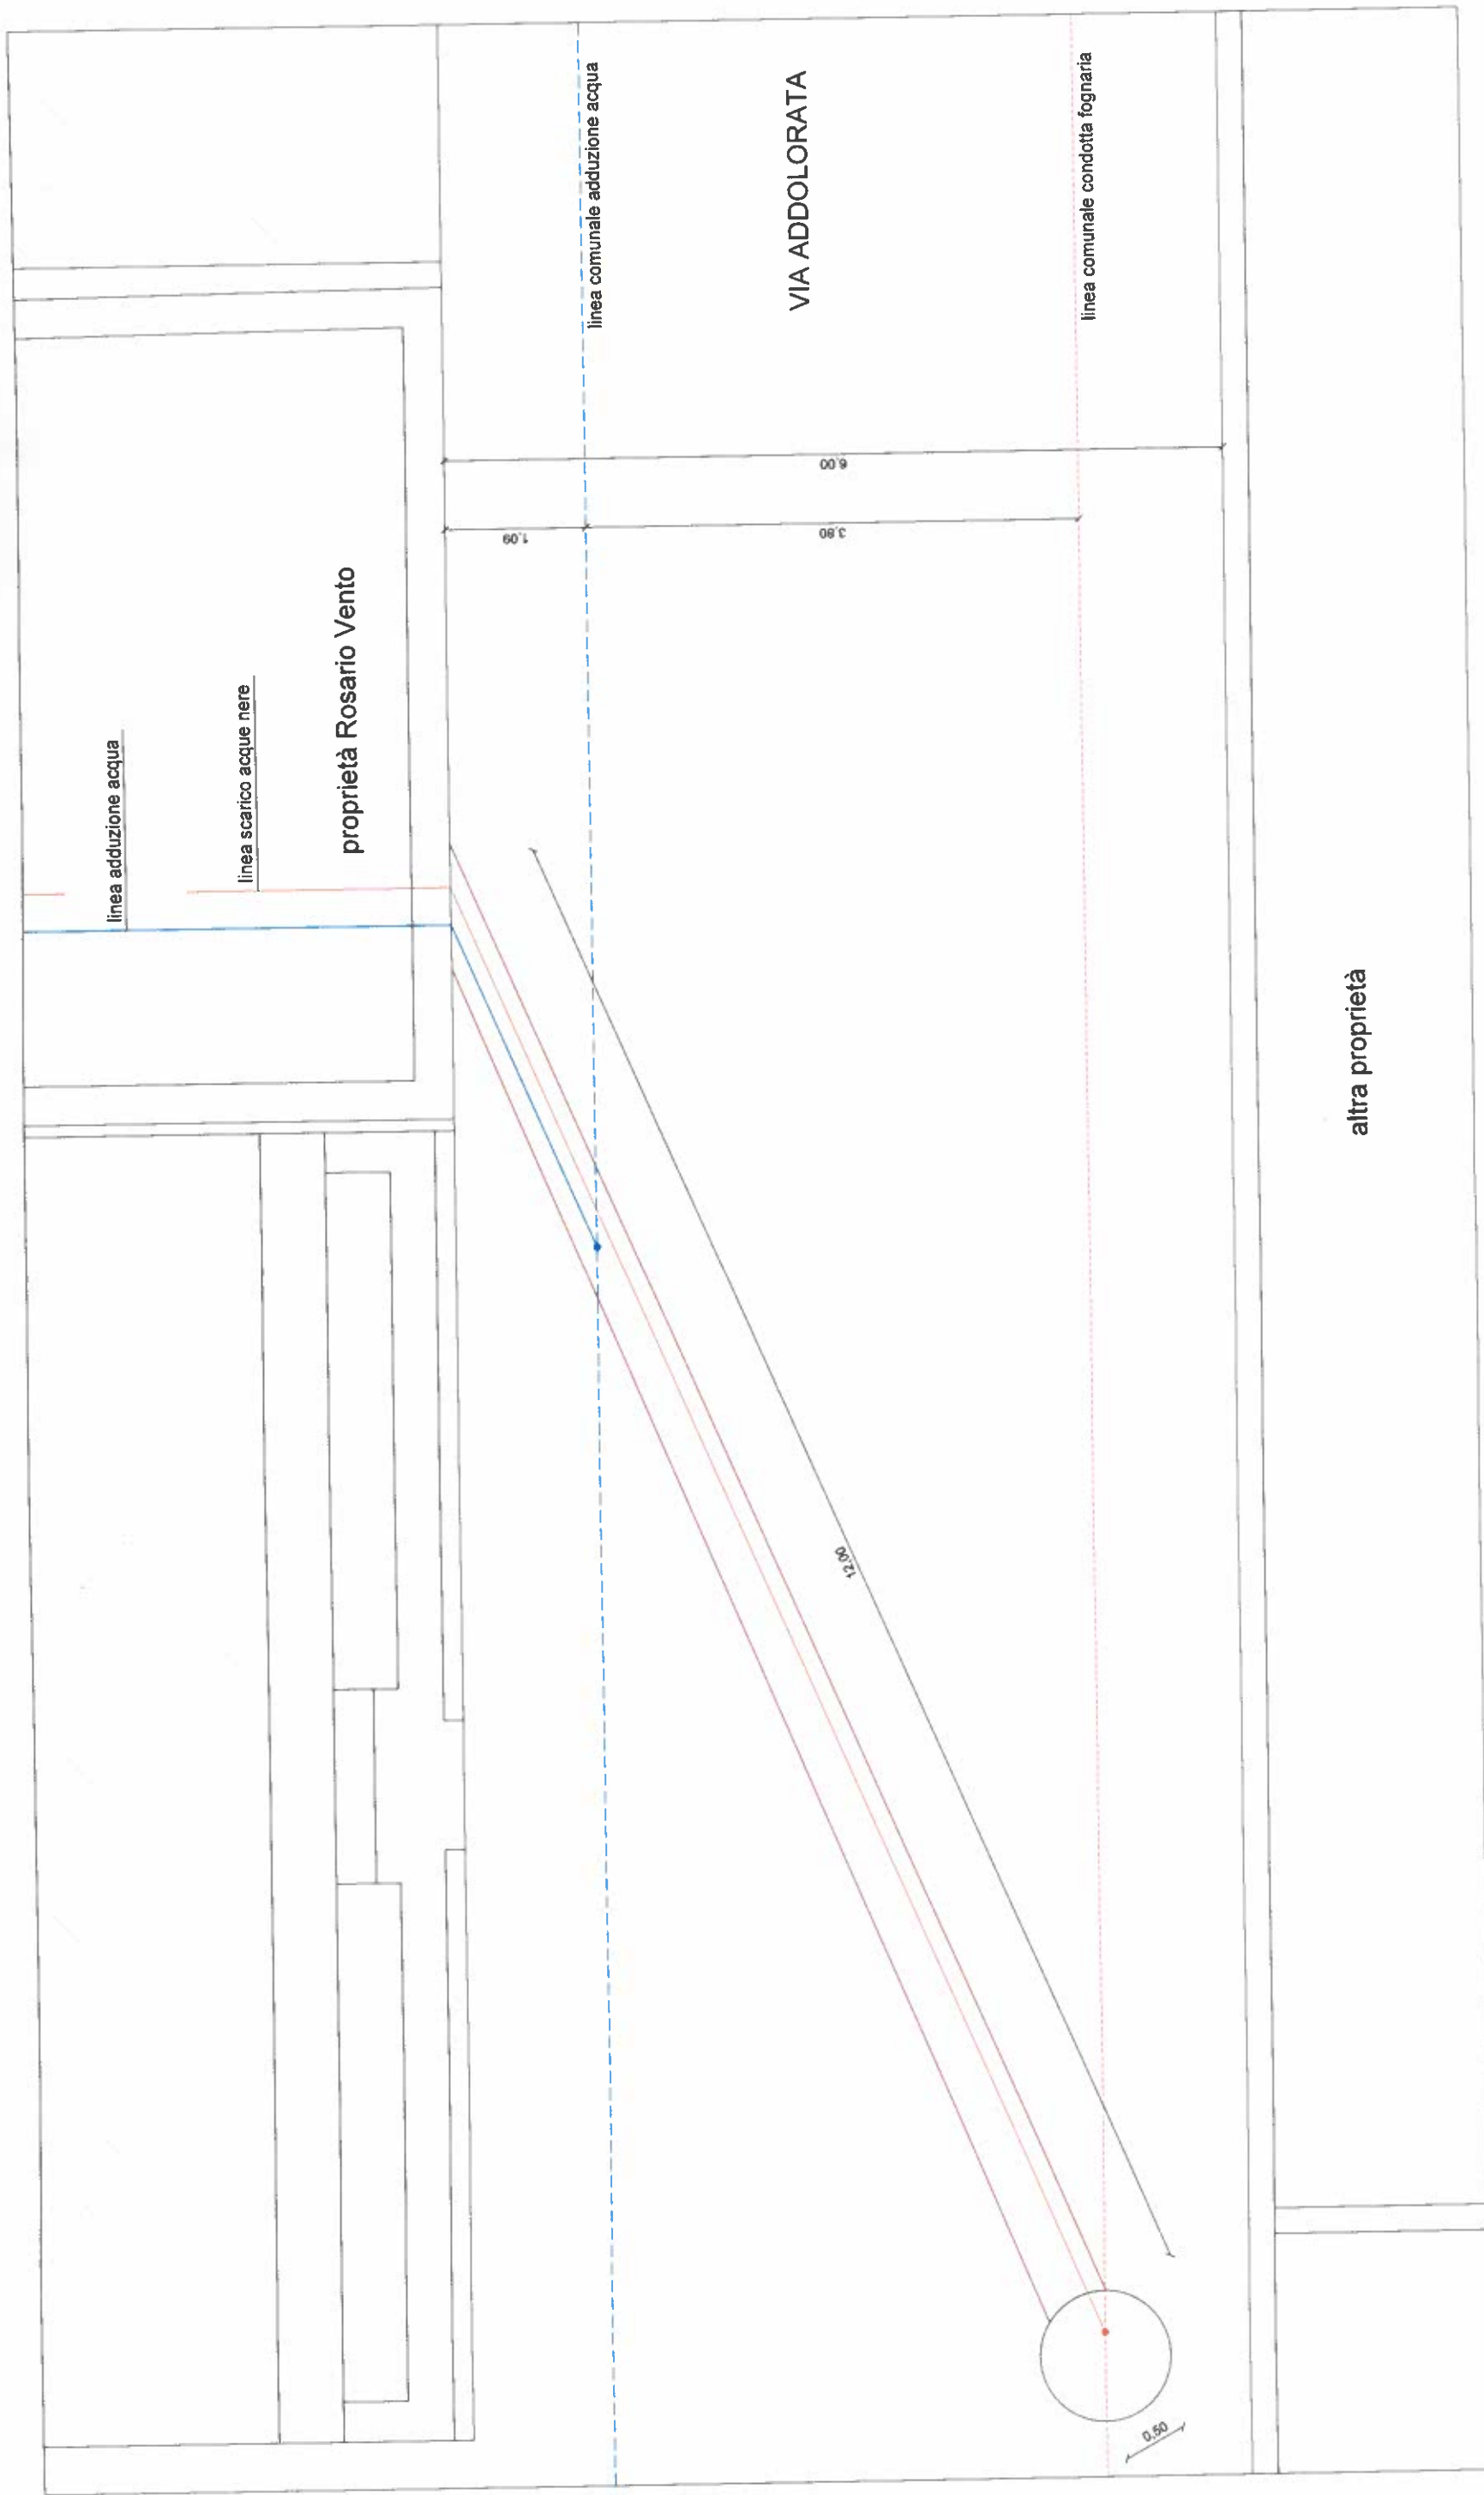 linea adduzione acqua
linea scarico acque nere
proprietà Rosario Vento
linea comunale adduzione acqua
VIA ADDOLORATA
linea comunale condotta fognaria
1.09
3.80
6.00
12.00
0.50
altra proprietà